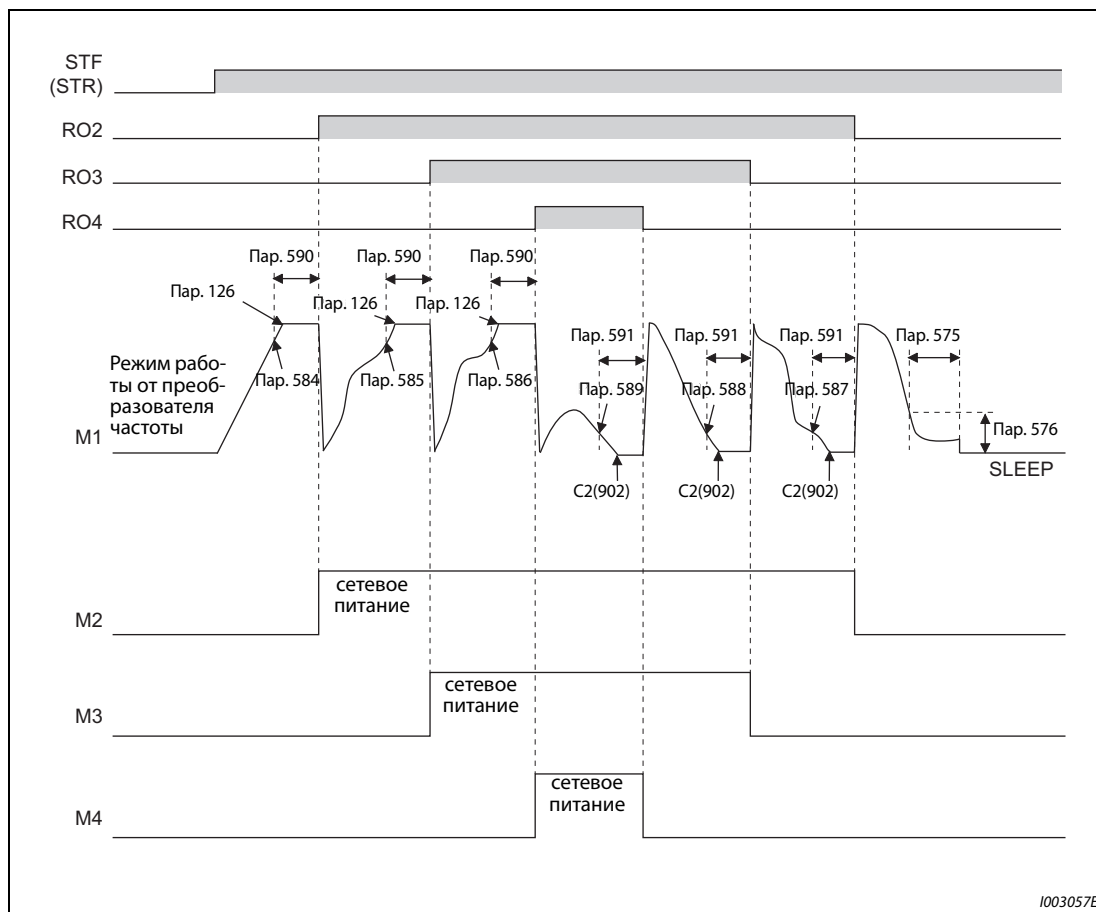 STF
(STR)
RO2
RO3
RO4
Пар. 590
Пар. 590
Пар. 590
Пар. 126
Пар. 126
Пар. 126
Пар. 591
Пар. 591
Пар. 591
Пар. 575
Режим рабо-
ты от преоб-
разователя
частоты
Пар. 584
Пар. 585
Пар. 586
Пар. 589
Пар. 588
Пар. 587
Пар. 576
M1
SLEEP
C2(902)
C2(902)
C2(902)
сетевое
питание
M2
сетевое
питание
M3
сетевое
питание
M4
I003057E